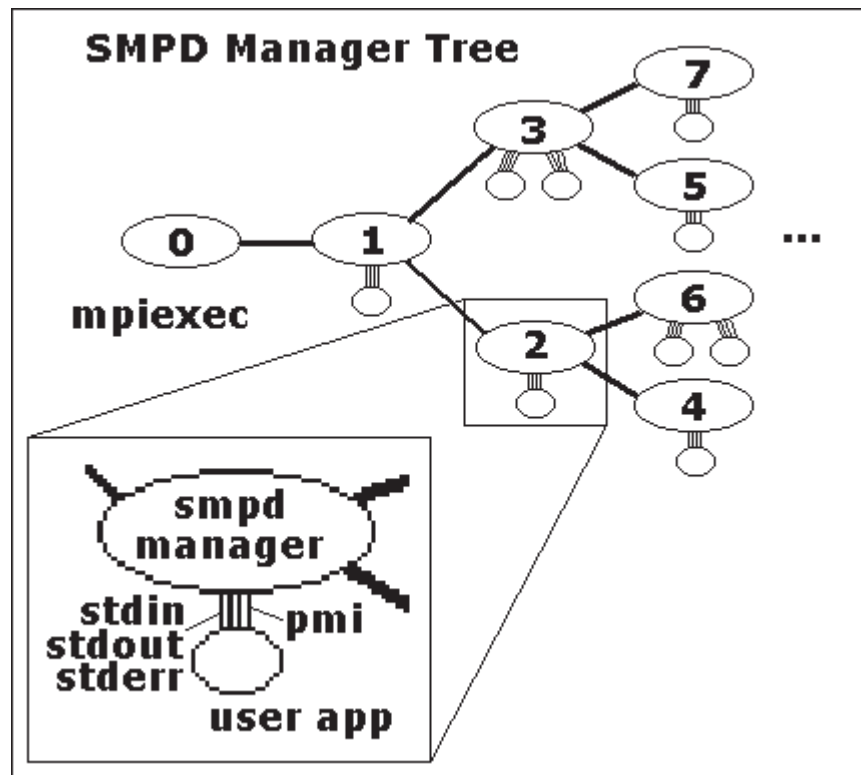 SMPD Manager Tree
7
3
5
0
1
...
6
mpiexec
2
4
smpd
manager
stdin
pmi
stdout
stderr
user app